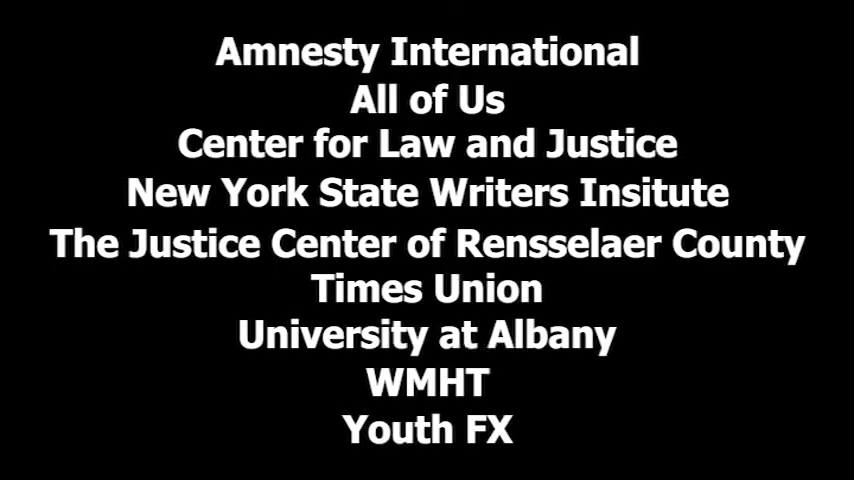 Amnesty International
All of Us
Center for Law and Justice
New York State Writers Insitute
The Justice Center of Rensselaer County
Times Union
University at Albany
WMHT
Youth FX